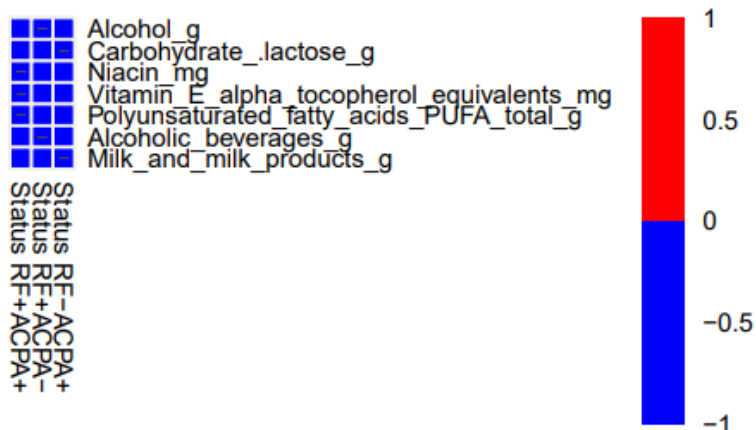 Alcohol_g
Carbohydrate_.lactose_g
Niacin_mg
Vitamin_E_alpha_tocopherol_equivalents_mg
Polyunsaturated_fatty_acids_PUFA_total_g
Alcoholic_beverages_g
Milk_and_milk_products_g
Status RF+ACPA+
Status RF+ACPA−
Status RF−ACPA+
1
0.5
0
−0.5
−1